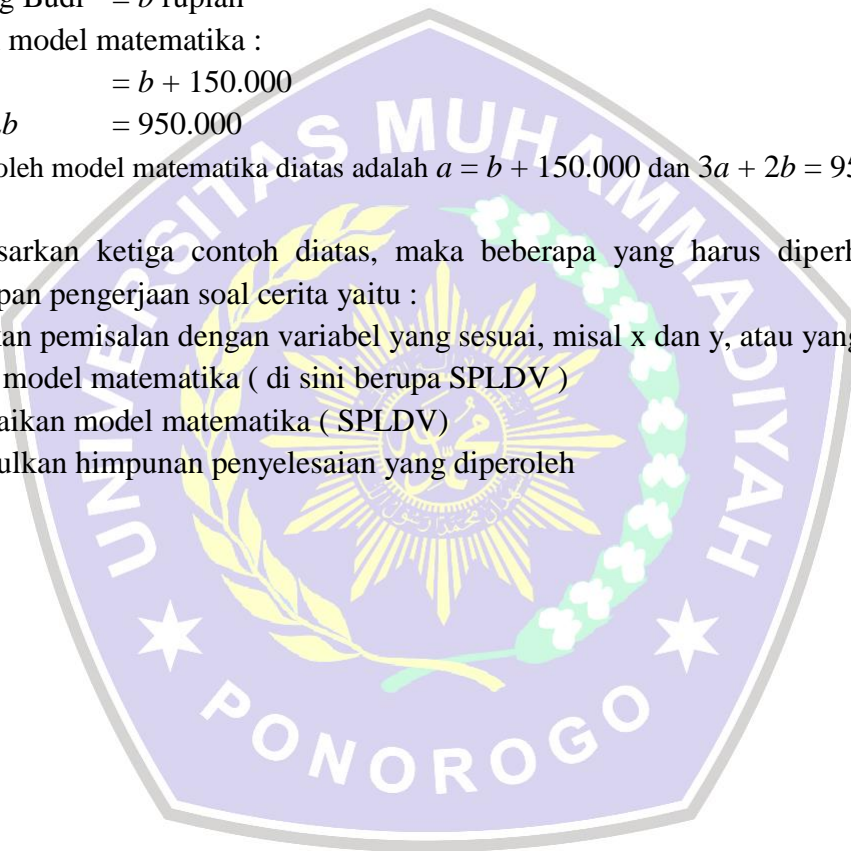 g Budi = b rupiah
model matematika :
= b + 150.000
b = 950.000
oleh model matematika diatas adalah a = b + 150.000 dan 3a + 2b = 95
sarkan ketiga contoh diatas, maka beberapa yang harus diperh
pan pengerjaan soal cerita yaitu :
kan pemisalan dengan variabel yang sesuai, misal x dan y, atau yang
model matematika ( di sini berupa SPLDV )
aikan model matematika ( SPLDV)
ulkan himpunan penyelesaian yang diperoleh
UNIVERSITAS MUHAMMADIYAH
PONOROGO